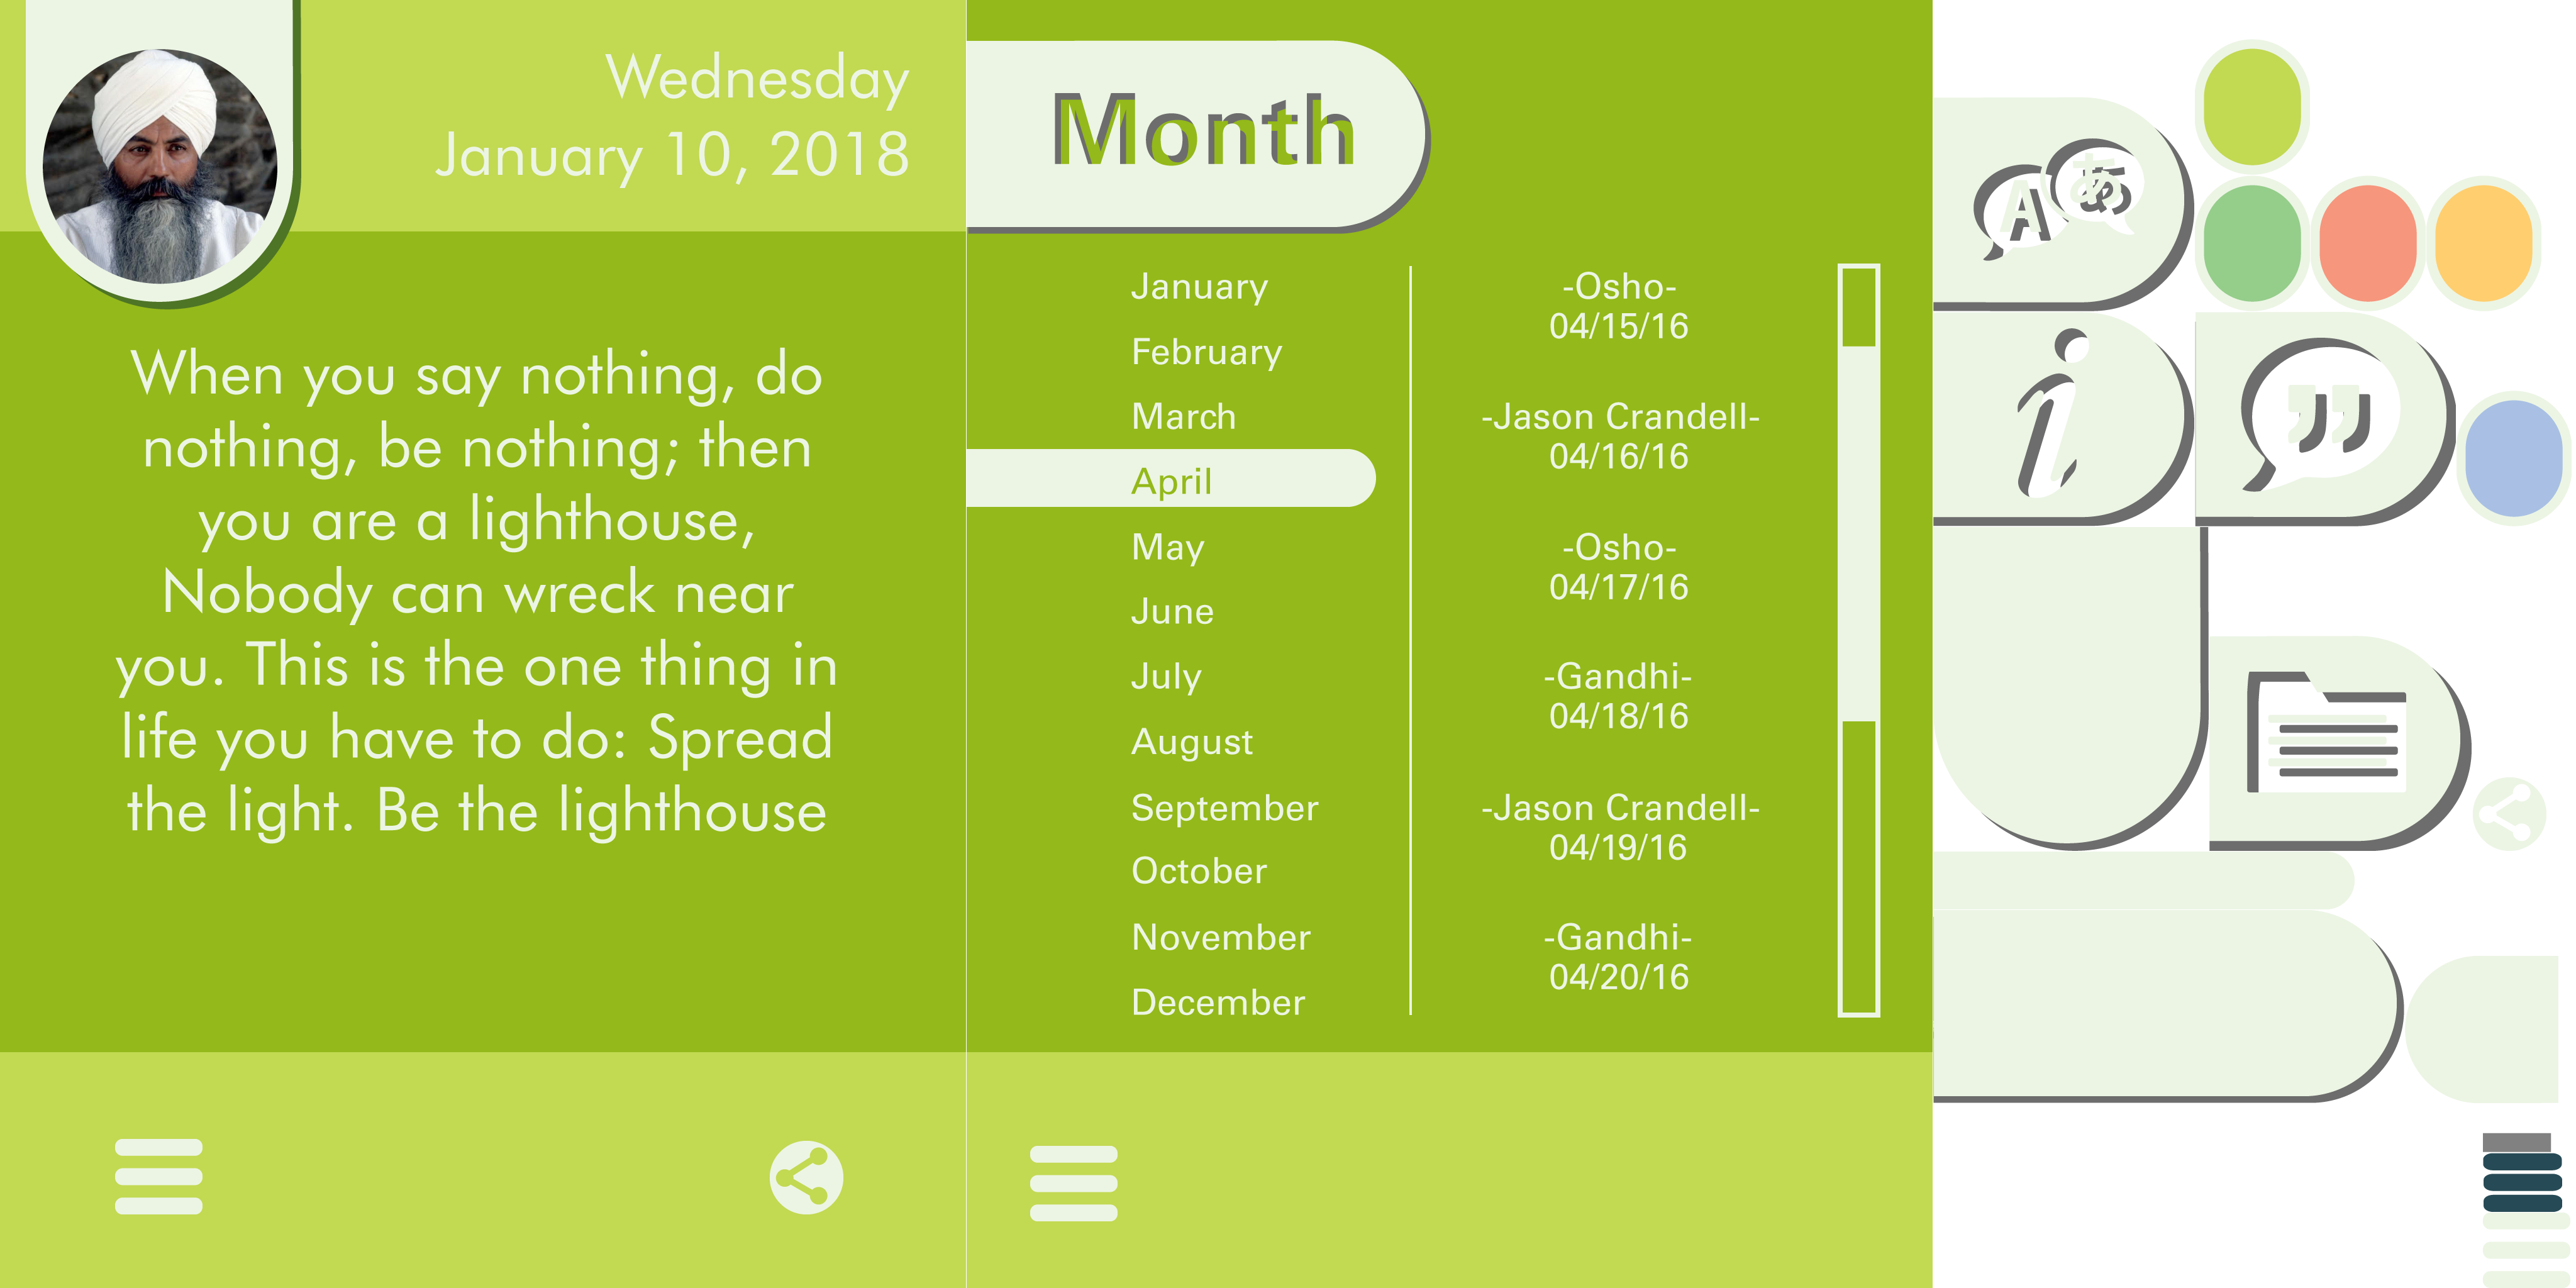 Wednesday
January 10, 2018
When you say nothing, do
nothing, be nothing; then
you are a lighthouse,
Nobody can wreck near
you. This is the one thing in
life you have to do: Spread
the light. Be the lighthouse
Month
January
February
March
April
May
June
July
August
September
October
November
December
-Osho-
04/15/16
-Jason Crandell-
04/16/16
-Osho-
04/17/16
-Gandhi-
04/18/16
-Jason Crandell-
04/19/16
-Gandhi-
04/20/16
A あ
i
”